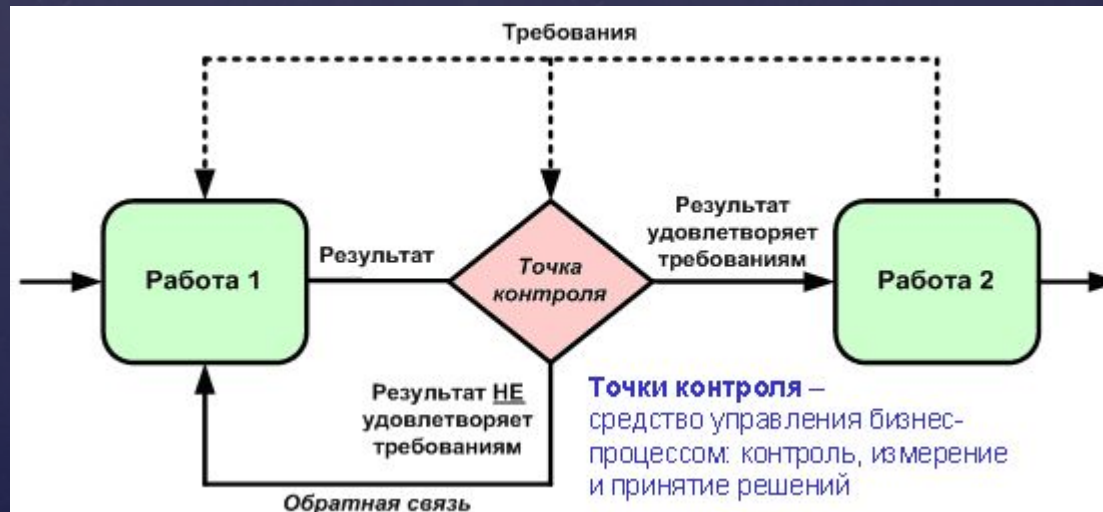 Требования
Работа 1
Результат
Точка
контроля
Результат
удовлетворяет
требованиям
Работа 2
Результат НЕ
удовлетворяет
требованиям
Обратная связь
Точки контроля –
средство управления бизнес-
процессом: контроль, измерение
и принятие решений